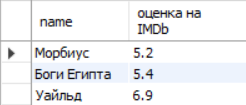 name оценка на
IMDb
Морбиус 5.2
Боги Египта 5.4
Уайльд 6.9